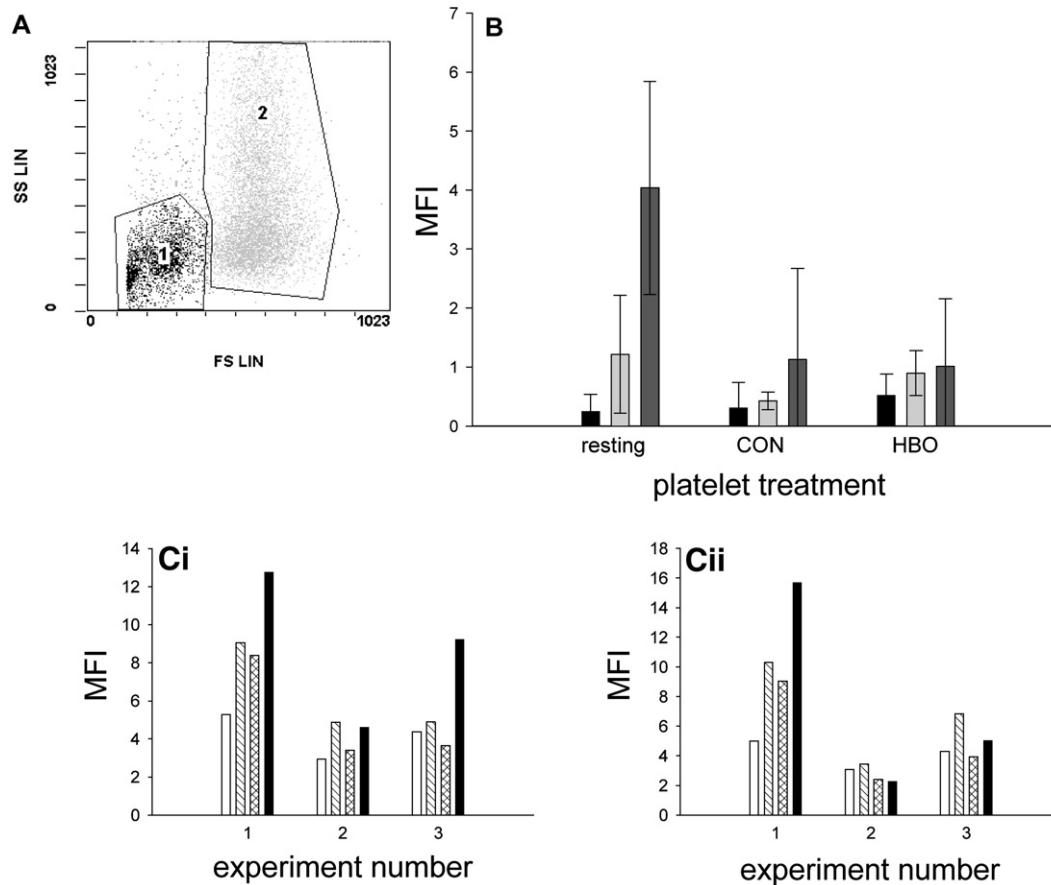 A
1023
SS LIN
0
1
2
0
1023
FS LIN
B
7
6
5
4
3
2
1
0
MFI
resting CON HBO
platelet treatment
Ci
14
12
10
8
6
4
2
0
MFI
1 2 3
experiment number
Cii
18
16
14
12
10
8
6
4
2
0
MFI
1 2 3
experiment number